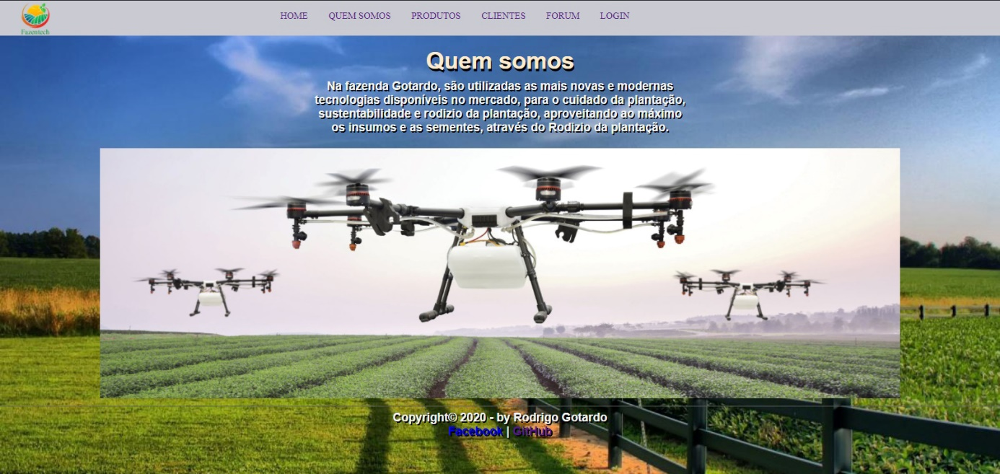 Fazentech
HOME QUEM SOMOS PRODUTOS CLIENTES FORUM LOGIN
Quem somos
Na fazenda Gotardo, são utilizadas as mais novas e modernas
tecnologias disponíveis no mercado, para o cuidado da plantação,
sustentabilidade e rodizio da plantação, aproveitando ao máximo
os insumos e as sementes, através do Rodizio da plantação.
Copyright© 2020 - by Rodrigo Gotardo
Facebook | GitHub